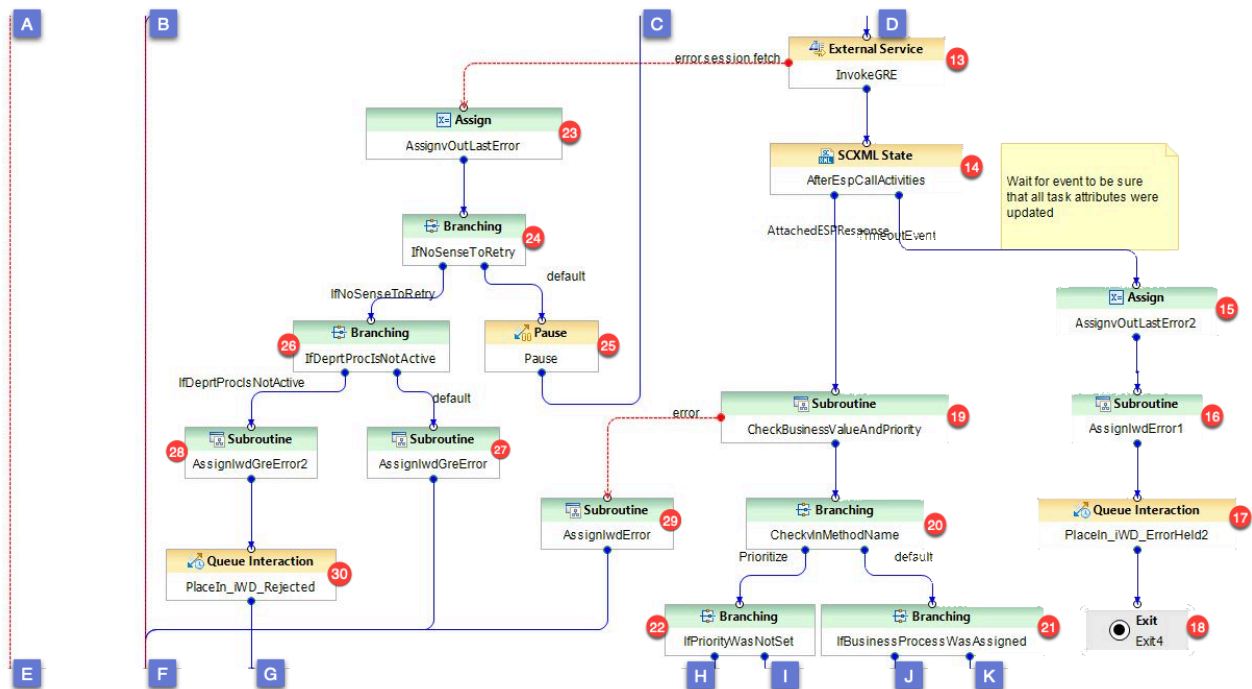 A
B
C
D
External Service
13
InvokeGRE
error.session.fetch
Assign
23
AssignvOutLastError
SCXML State
14
AfterEspCallActivities
Wait for event to be sure
that all task attributes were
updated
AttachedESPResponse
TimeoutEvent
Branching
24
IfNoSenseToRetry
IfNoSenseToRetry
default
Assign
15
AssignvOutLastError2
26
Branching
IfDeprtProcIsNotActive
Pause
25
Pause
IfDeprtProcIsNotActive
default
error
Subroutine
19
CheckBusinessValueAndPriority
Subroutine
16
AssignIwdError1
28
Subroutine
AssignIwdGreError2
Subroutine
27
AssignIwdGreError
Subroutine
29
AssignIwdError
Branching
20
CheckvInMethodName
Queue Interaction
17
PlaceIn_iWD_ErrorHeld2
Prioritize
default
Queue Interaction
30
PlaceIn_iWD_Rejected
22
Branching
IfPriorityWasNotSet
Branching
21
IfBusinessProcessWasAssigned
Exit
18
Exit4
E
F
G
H
I
J
K